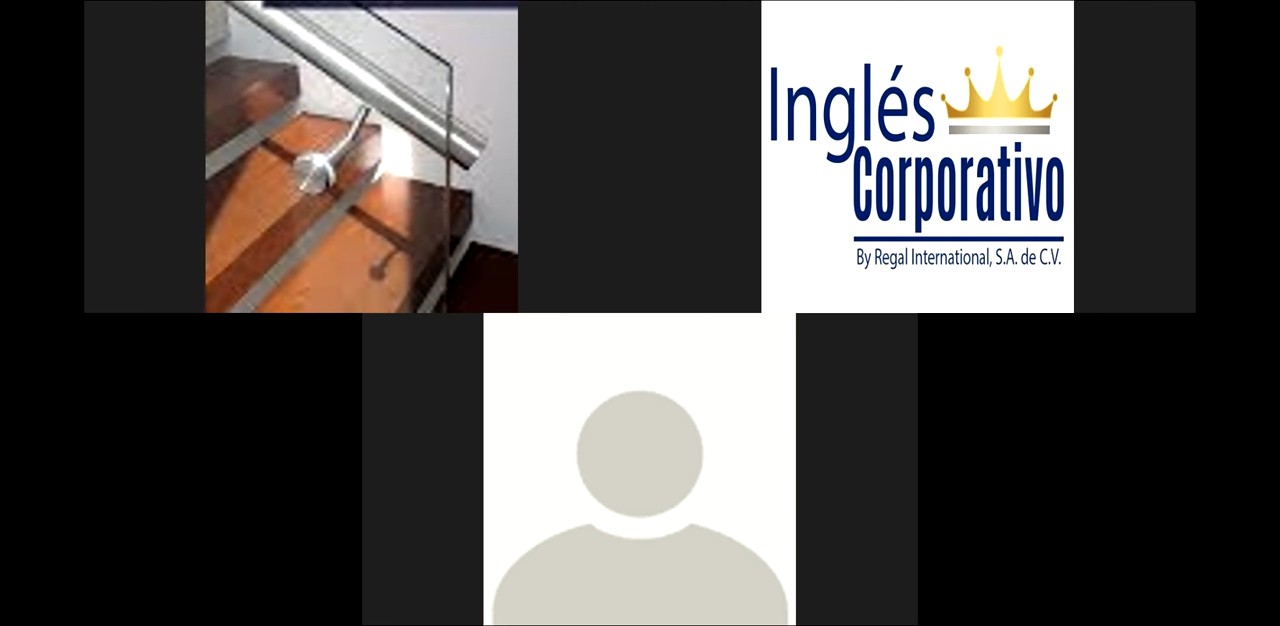 Inglés
Corporativo
By Regal International, S.A. de C.V.